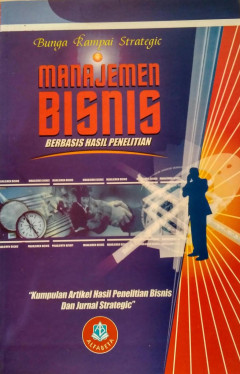 Bunga Rampai Strategic
MANAJEMEN
BISNIS
BERBASIS HASIL PENELITIAN
"Kumpulan Artikel Hasil Penelitian Bisnis
Dan Jurnal Strategic"
ALFABETA